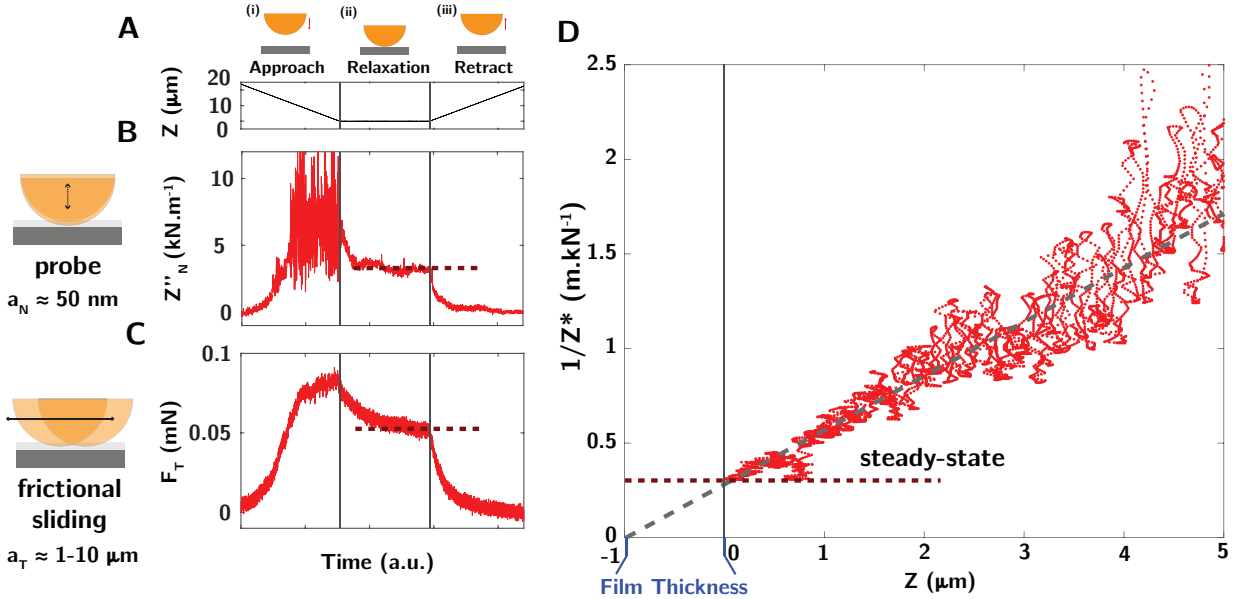 A
(i)
(ii)
(iii)
Approach
Relaxation
Retract
20
10
0
Z (μm)
B
10
5
0
Z''N (kN.m⁻¹)
probe
aN ≈ 50 nm
C
0.1
0.05
0
FT (mN)
frictional
sliding
aT ≈ 1-10 μm
Time (a.u.)
D
2.5
2
1.5
1
0.5
0
1/Z* (m.kN⁻¹)
steady-state
-1
0
1
2
3
4
5
Film Thickness
Z (μm)